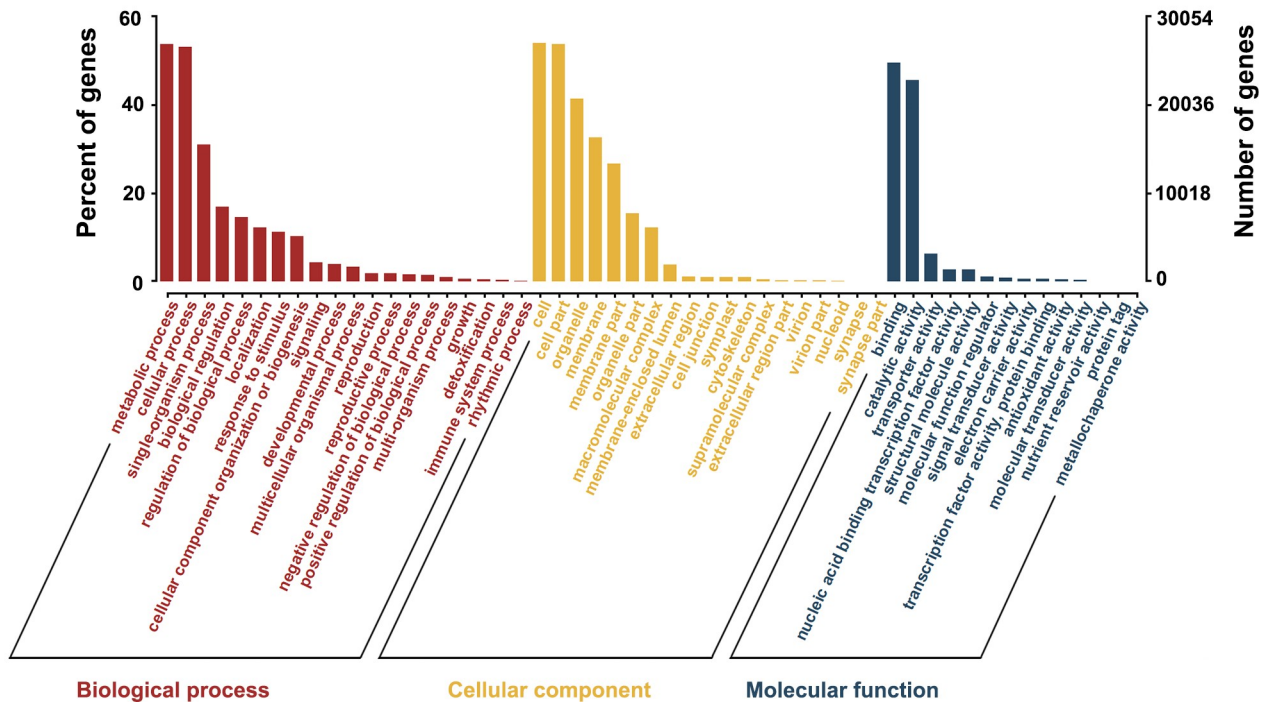 Percent of genes
60
40
20
0
30054
20036
10018
0
Number of genes
metabolic process
cellular process
single-organism process
biological regulation
regulation of biological process
localization
response to stimulus
cellular component organization or biogenesis
signaling
developmental process
multicellular organismal process
reproduction
reproductive process
negative regulation of biological process
positive regulation of biological process
multi-organism process
growth
detoxification
immune system process
rhythmic process
cell
cell part
organelle
membrane
membrane part
organelle part
macromolecular complex
membrane-enclosed lumen
extracellular region
cell junction
symplast
cytoskeleton
supramolecular complex
extracellular region part
virion
virion part
nucleoid
synapse
synapse part
binding
catalytic activity
transporter activity
nucleic acid binding transcription factor activity
structural molecule activity
molecular function regulator
signal transducer activity
electron carrier activity
transcription factor activity, protein binding
antioxidant activity
molecular transducer activity
nutrient reservoir activity
protein tag
metallochaperone activity
Biological process
Cellular component
Molecular function